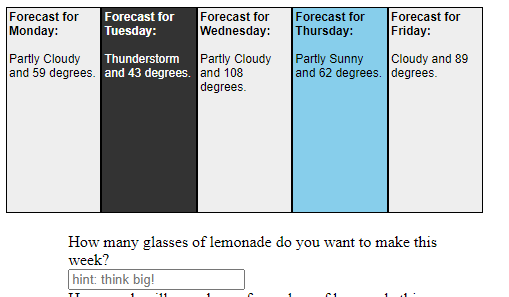 Forecast for Monday:
Partly Cloudy and 59 degrees.
Forecast for Tuesday:
Thunderstorm and 43 degrees.
Forecast for Wednesday:
Partly Cloudy and 108 degrees.
Forecast for Thursday:
Partly Sunny and 62 degrees.
Forecast for Friday:
Cloudy and 89 degrees.
How many glasses of lemonade do you want to make this
week?
hint: think big!